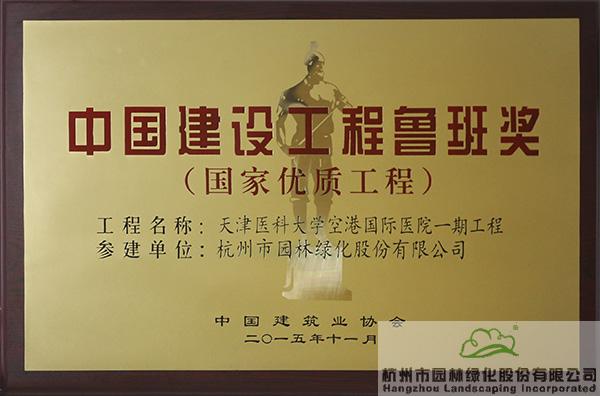 中国建设工程鲁班奖
（国家优质工程）
工程名称：天津医科大学空港国际医院一期工程
参建单位：杭州市园林绿化股份有限公司
中国建筑业协会
二〇一五年十一月
杭州市园林绿化股份有限公司
Hangzhou Landscaping Incorporated